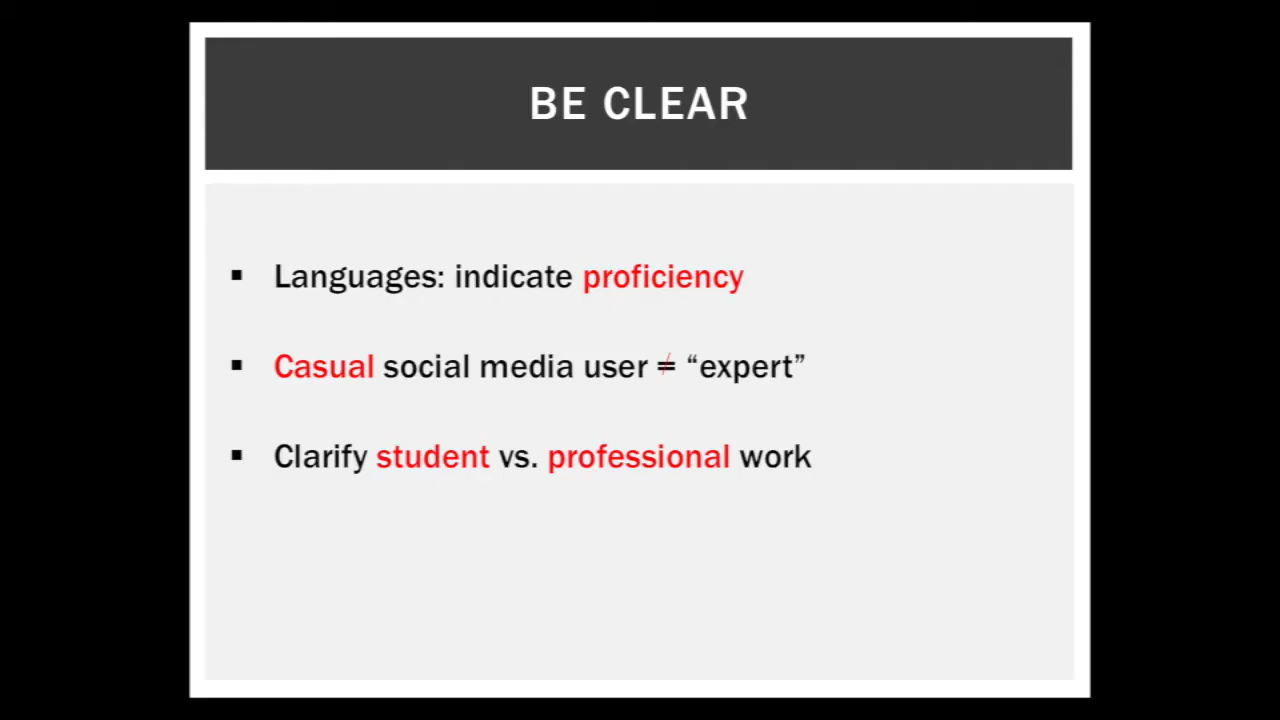 BE CLEAR
▪ Languages: indicate proficiency
▪ Casual social media user ≠ “expert”
▪ Clarify student vs. professional work